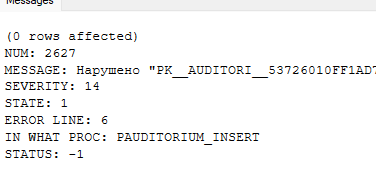 Messages
(0 rows affected)
NUM: 2627
MESSAGE: Нарушено "PK__AUDITORI__53726010FF1AD7
SEVERITY: 14
STATE: 1
ERROR LINE: 6
IN WHAT PROC: PAUDITORIUM_INSERT
STATUS: -1